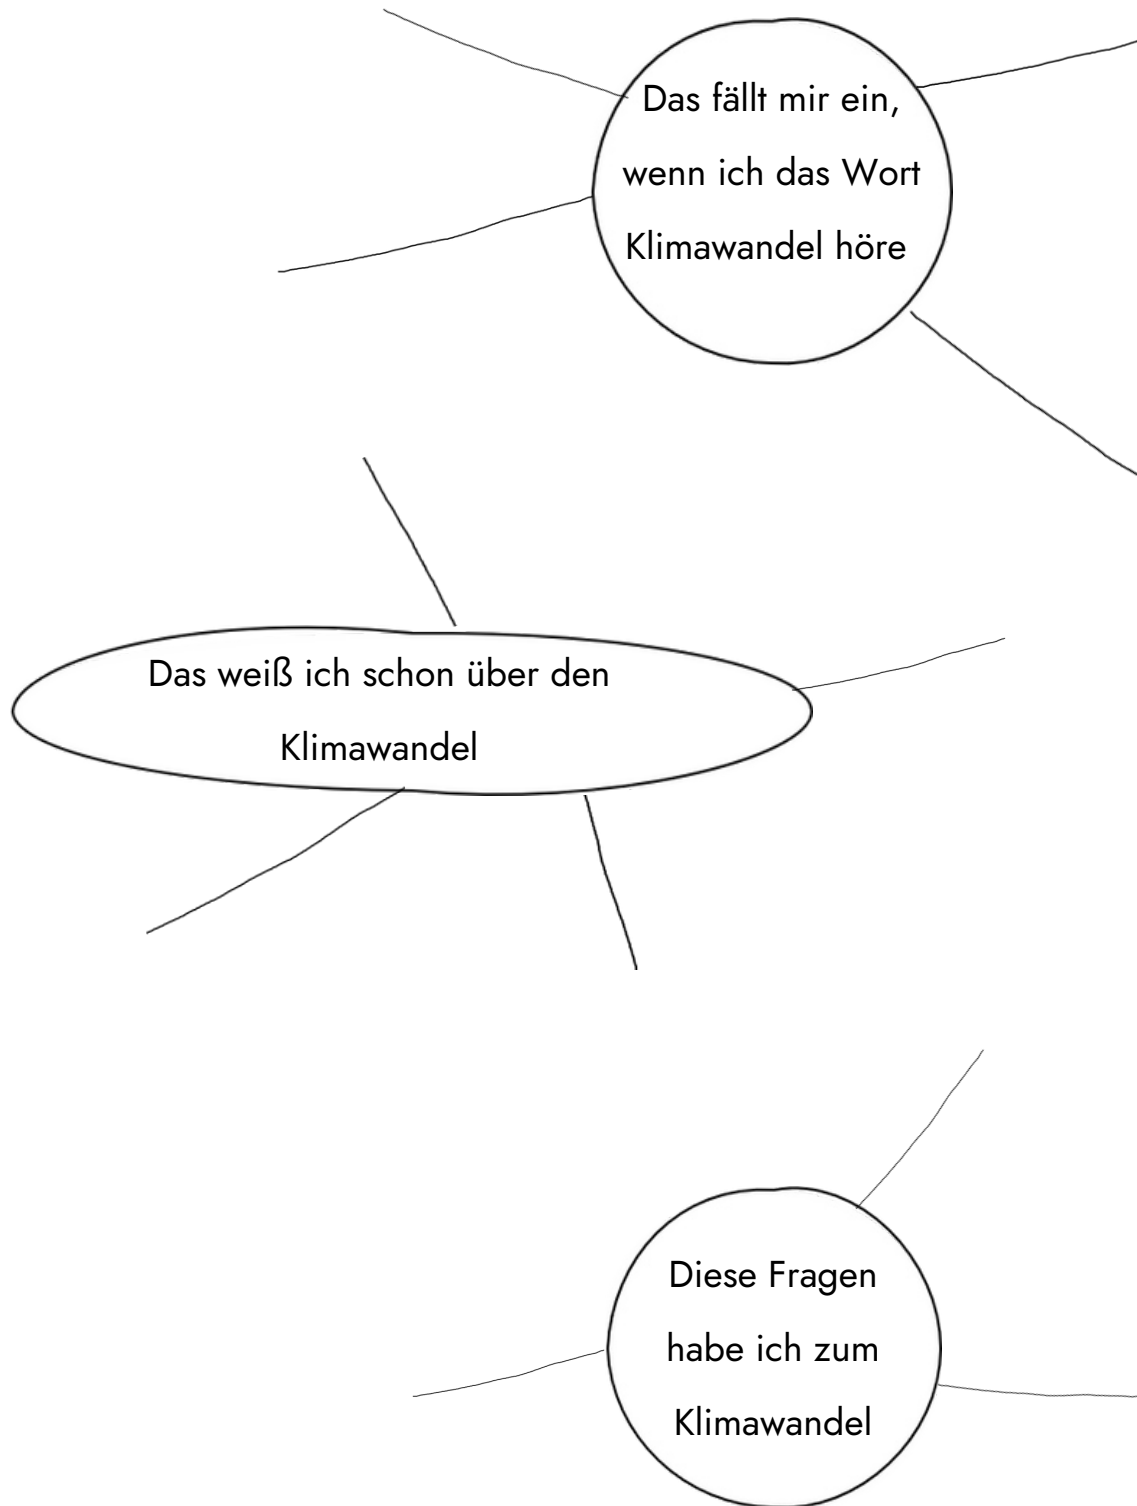 Das fällt mir ein,
wenn ich das Wort
Klimawandel höre
Das weiß ich schon über den
Klimawandel
Diese Fragen
habe ich zum
Klimawandel